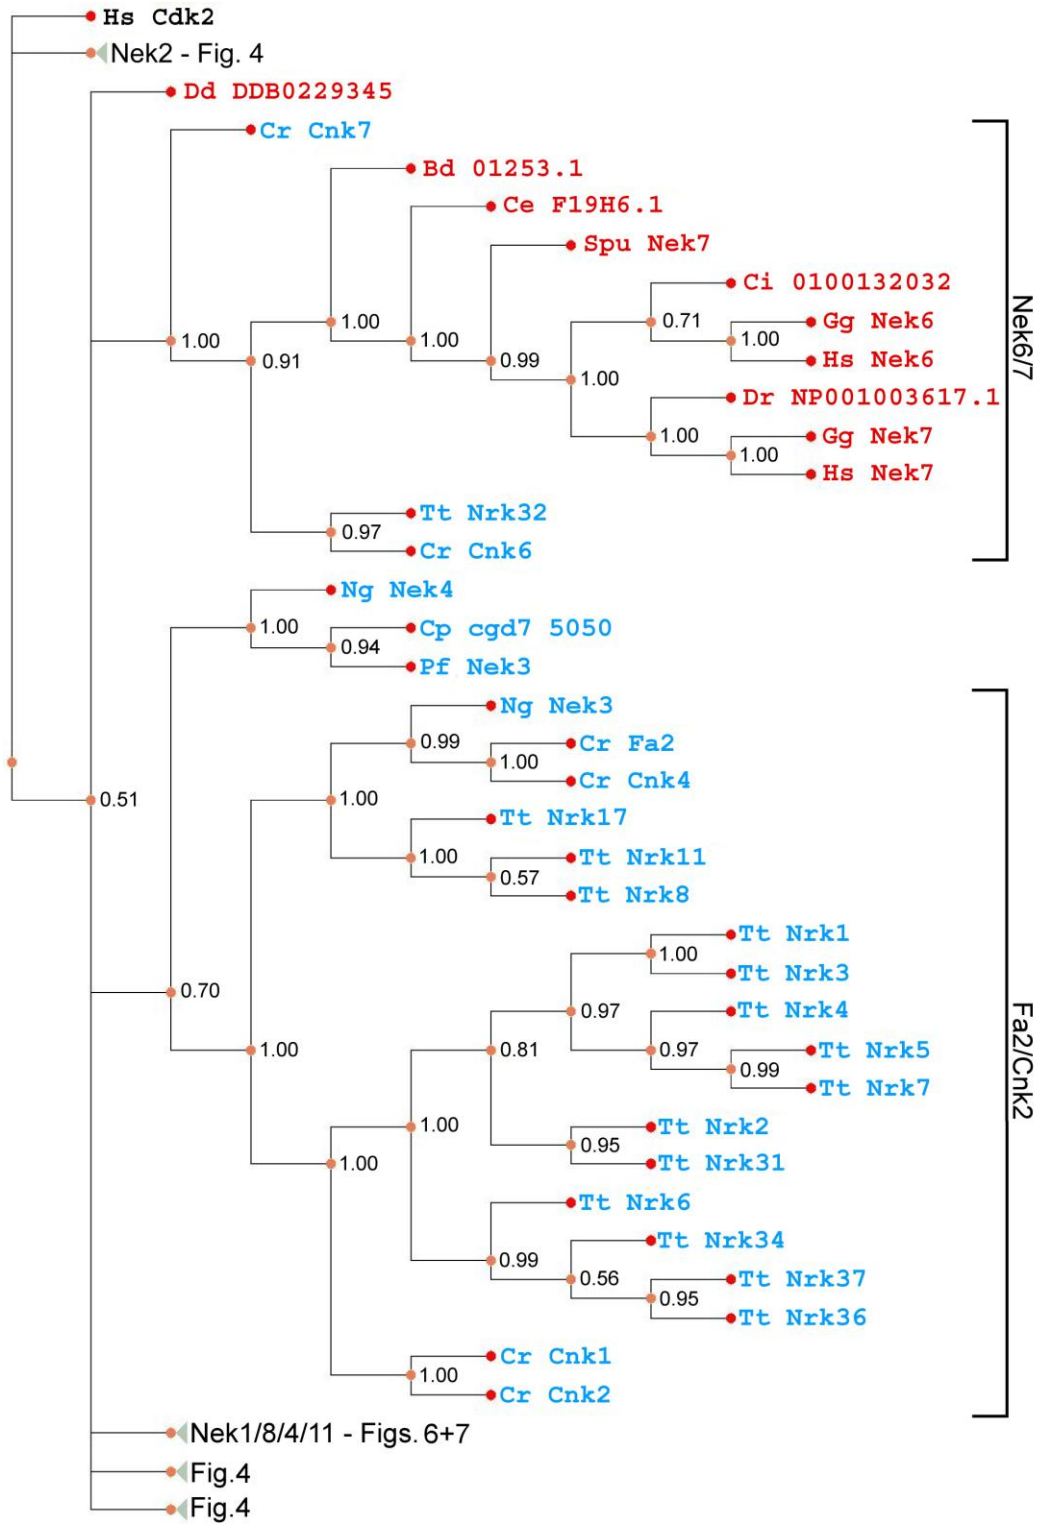 Hs Cdk2
Nek2 - Fig. 4
Dd DDB0229345
Cr Cnk7
Bd 01253.1
Ce F19H6.1
Spu Nek7
Ci 0100132032
0.71
Gg Nek6
1.00
Hs Nek6
1.00
1.00
1.00
0.91
0.99
1.00
Dr NP001003617.1
1.00
Gg Nek7
1.00
Hs Nek7
Nek6/7
Tt Nrk32
0.97
Cr Cnk6
Ng Nek4
1.00
Cp cgd7 5050
0.94
Pf Nek3
Ng Nek3
0.99
Cr Fa2
1.00
Cr Cnk4
1.00
0.51
Tt Nrk17
1.00
Tt Nrk11
0.57
Tt Nrk8
Tt Nrk1
1.00
Tt Nrk3
0.70
0.97
Tt Nrk4
1.00
0.81
0.97
Tt Nrk5
0.99
Tt Nrk7
Fa2/Cnk2
1.00
Tt Nrk2
0.95
1.00
Tt Nrk31
Tt Nrk6
0.99
Tt Nrk34
0.56
Tt Nrk37
0.95
Tt Nrk36
Cr Cnk1
1.00
Cr Cnk2
Nek1/8/4/11 - Figs. 6+7
Fig.4
Fig.4